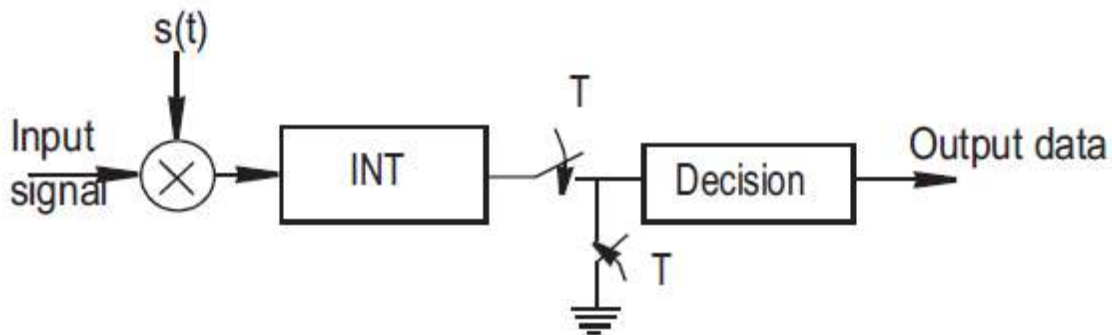 s(t)
T
Input
signal
INT
Decision
Output data
T